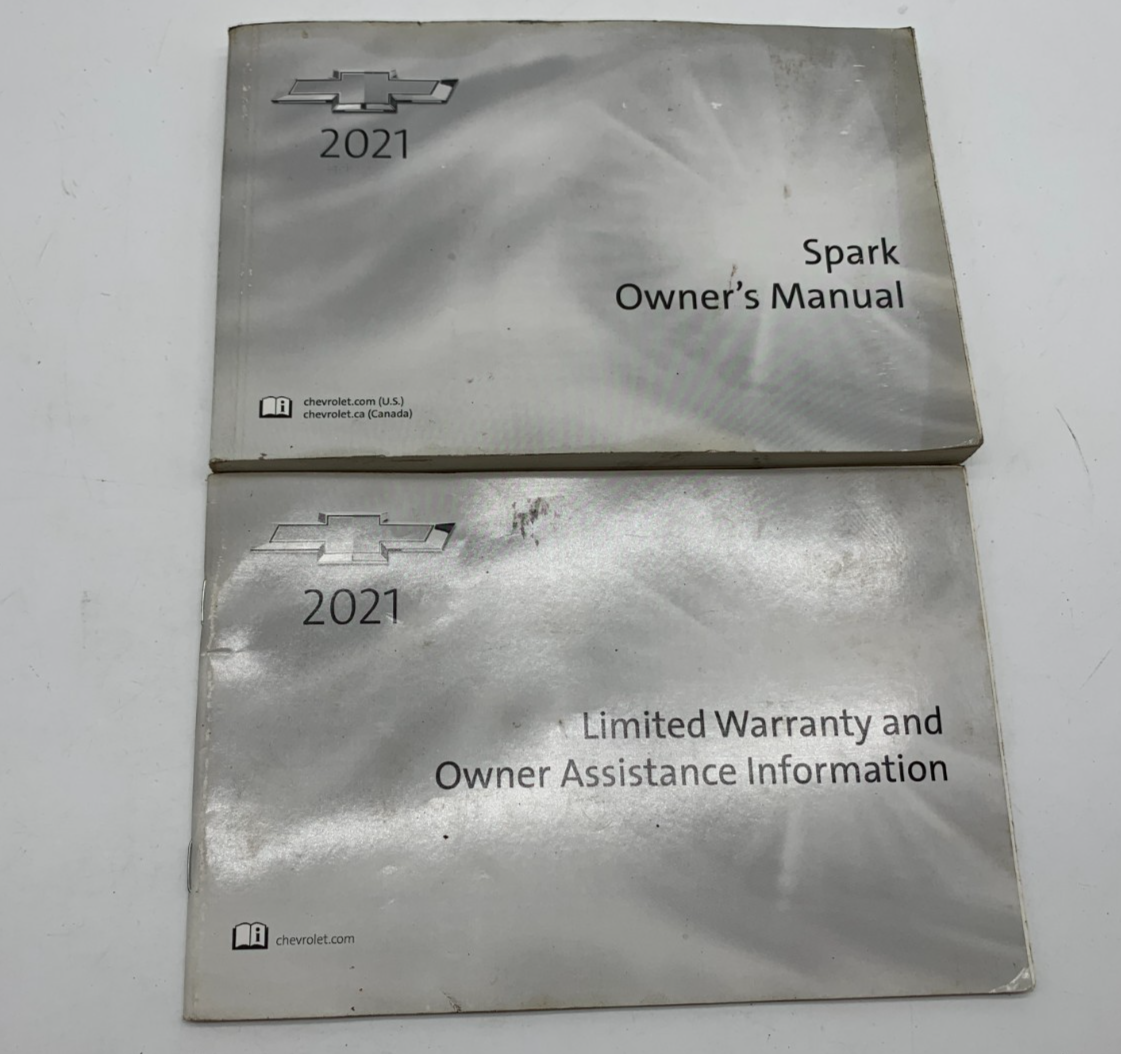 2021
Spark
Owner's Manual
chevrolet.com (U.S.)
chevrolet.ca (Canada)
2021
Limited Warranty and
Owner Assistance Information
chevrolet.com